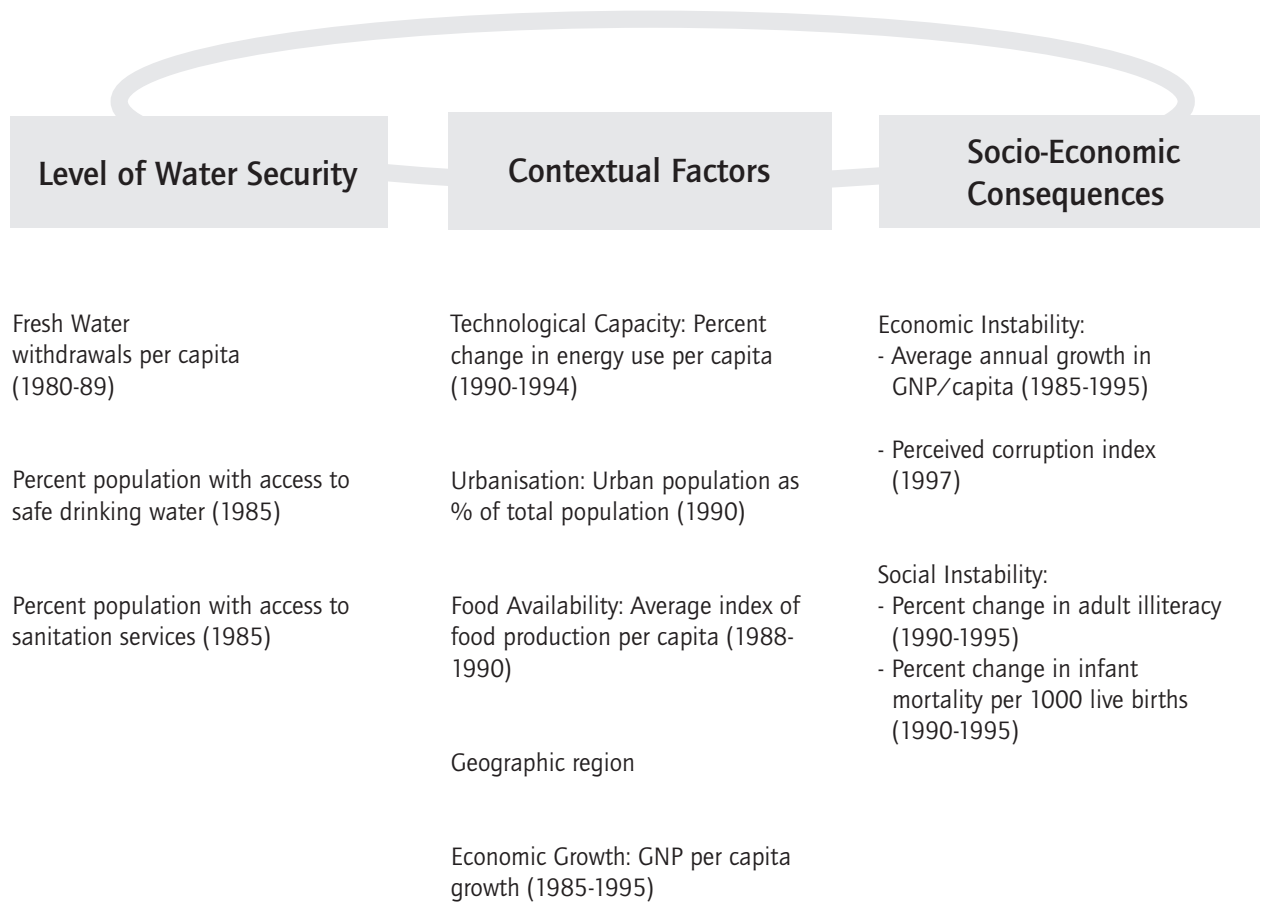 Level of Water Security
Contextual Factors
Socio-Economic
Consequences
Fresh Water
withdrawals per capita
(1980-89)
Percent population with access to
safe drinking water (1985)
Percent population with access to
sanitation services (1985)
Technological Capacity: Percent
change in energy use per capita
(1990-1994)
Urbanisation: Urban population as
% of total population (1990)
Food Availability: Average index of
food production per capita (1988-
1990)
Geographic region
Economic Growth: GNP per capita
growth (1985-1995)
Economic Instability:
- Average annual growth in
GNP/capita (1985-1995)
- Perceived corruption index
(1997)
Social Instability:
- Percent change in adult illiteracy
(1990-1995)
- Percent change in infant
mortality per 1000 live births
(1990-1995)